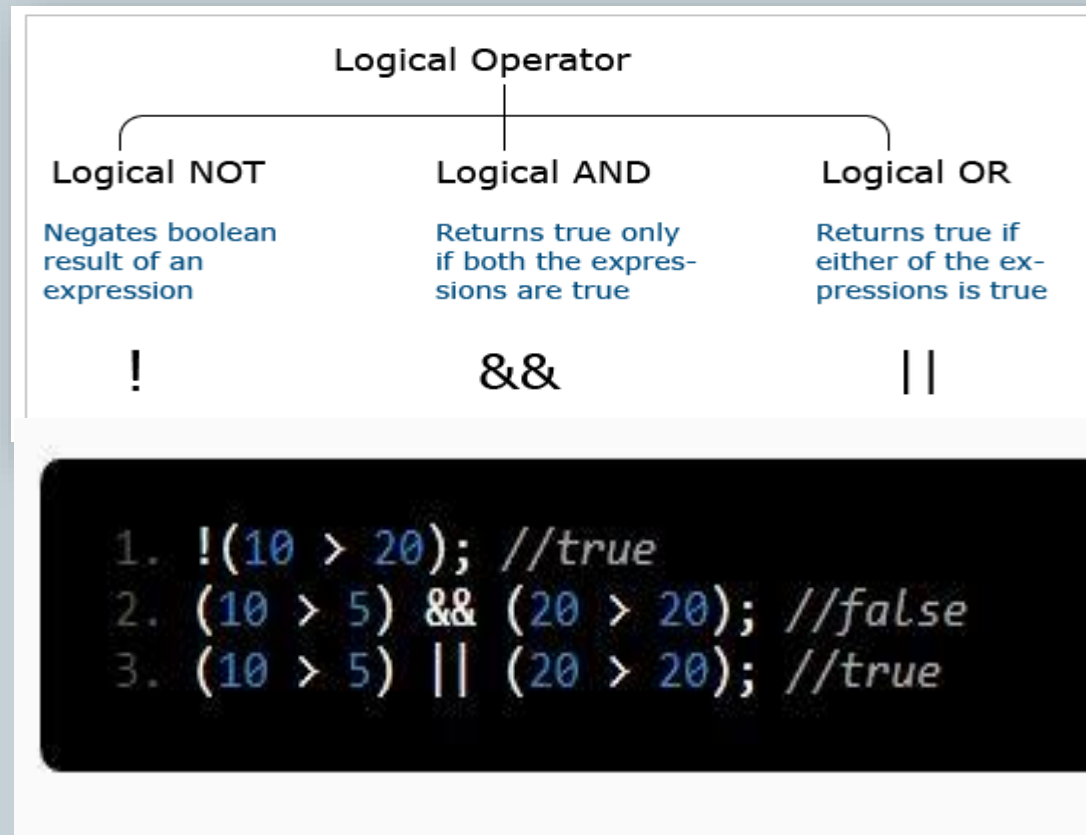 Logical Operator
Logical NOT
Negates boolean
result of an
expression
!
Logical AND
Returns true only
if both the expres-
sions are true
&&
Logical OR
Returns true if
either of the ex-
pressions is true
||
1. !(10 > 20); //true
2. (10 > 5) && (20 > 20); //false
3. (10 > 5) || (20 > 20); //true